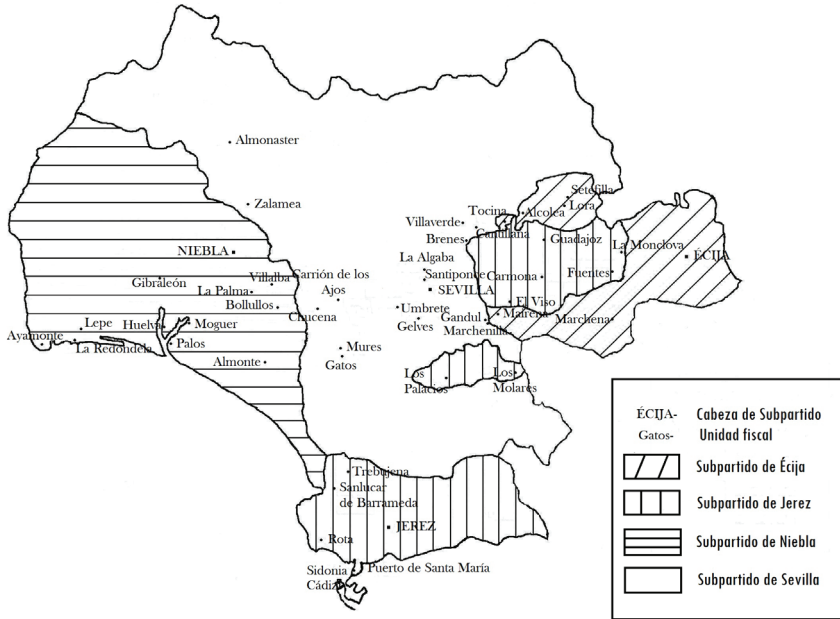 Almonaster
Zalamea
NIEBLA
Gibraleón
Villalba
La Palma
Bollullos
Carrión de los
Ajos
Chucena
Lepe
Huelva
Moguer
Ayamonte
La Redondela
Palos
Almonte
Mures
Gatos
Setefilla
Lora
Tocina
Alcolea
Villaverde
Cantillana
Brenes
Guadajoz
La Monclova
ÉCIJA
La Algaba
Santiponce
SEVILLA
Carmona
Fuentes
El Viso
Umbrete
Gelves
Gandul
Mairena
Marchenilla
Marchena
Los
Palacios
Los
Molares
Trebujena
Sanlucar
de Barrameda
JEREZ
Rota
Sidonia
Puerto de Santa María
Cádiz
ÉCIJA- Cabeza de Subpartido
Gatos- Unidad fiscal
Subpartido de Écija
Subpartido de Jerez
Subpartido de Niebla
Subpartido de Sevilla